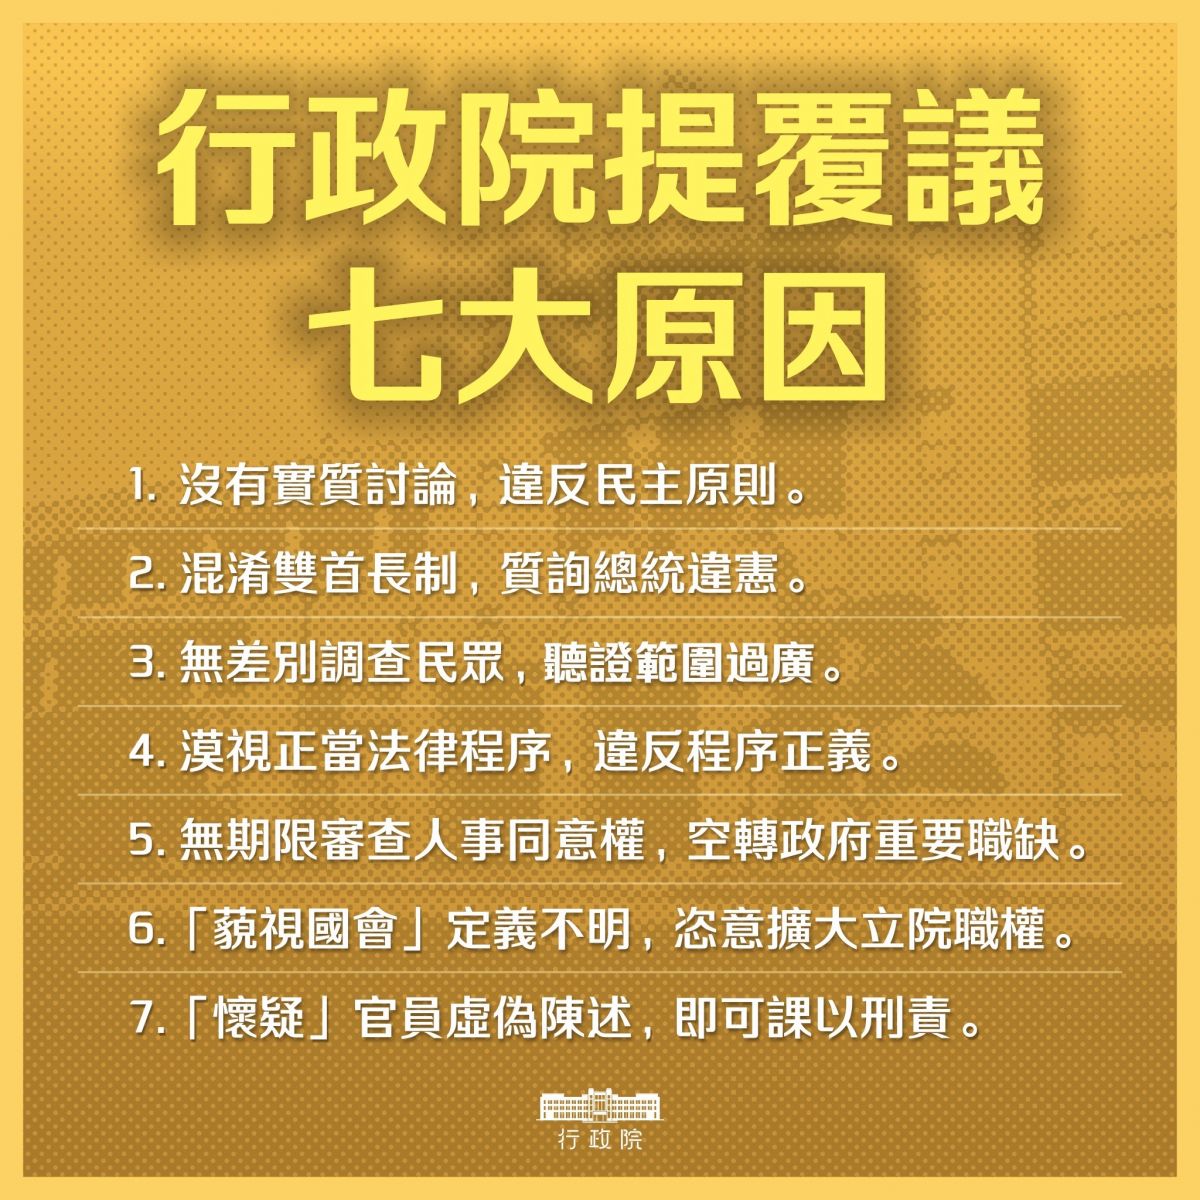 行政院提覆議
七大原因
1. 沒有實質討論，違反民主原則。
2. 混淆雙首長制，質詢總統違憲。
3. 無差別調查民眾，聽證範圍過廣。
4. 漠視正當法律程序，違反程序正義。
5. 無期限審查人事同意權，空轉政府重要職缺。
6.「藐視國會」定義不明，恣意擴大立院職權。
7.「懷疑」官員虛偽陳述，即可課以刑責。
行政院